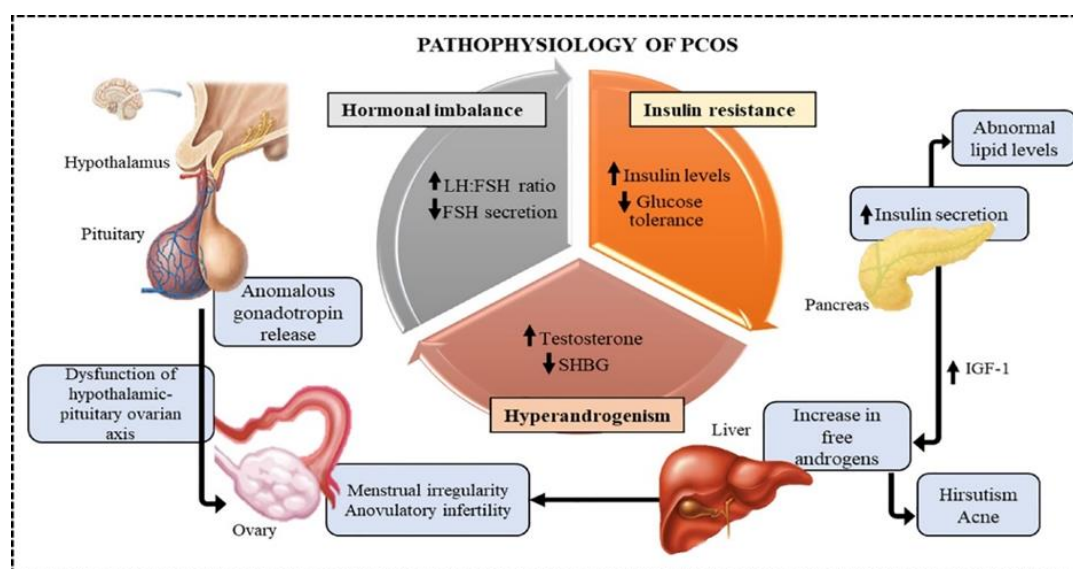 PATHOPHYSIOLOGY OF PCOS
Hormonal imbalance
Insulin resistance
Abnormal
lipid levels
Hypothalamus
LH:FSH ratio
FSH secretion
Insulin levels
Glucose
tolerance
Insulin secretion
Pituitary
Pancreas
Anomalous
gonadotropin
release
Testosterone
SHBG
Hyperandrogenism
IGF-1
Dysfunction of
hypothalamic-
pituitary ovarian
axis
Liver
Increase in
free
androgens
Menstrual irregularity
Anovulatory infertility
Hirsutism
Acne
Ovary